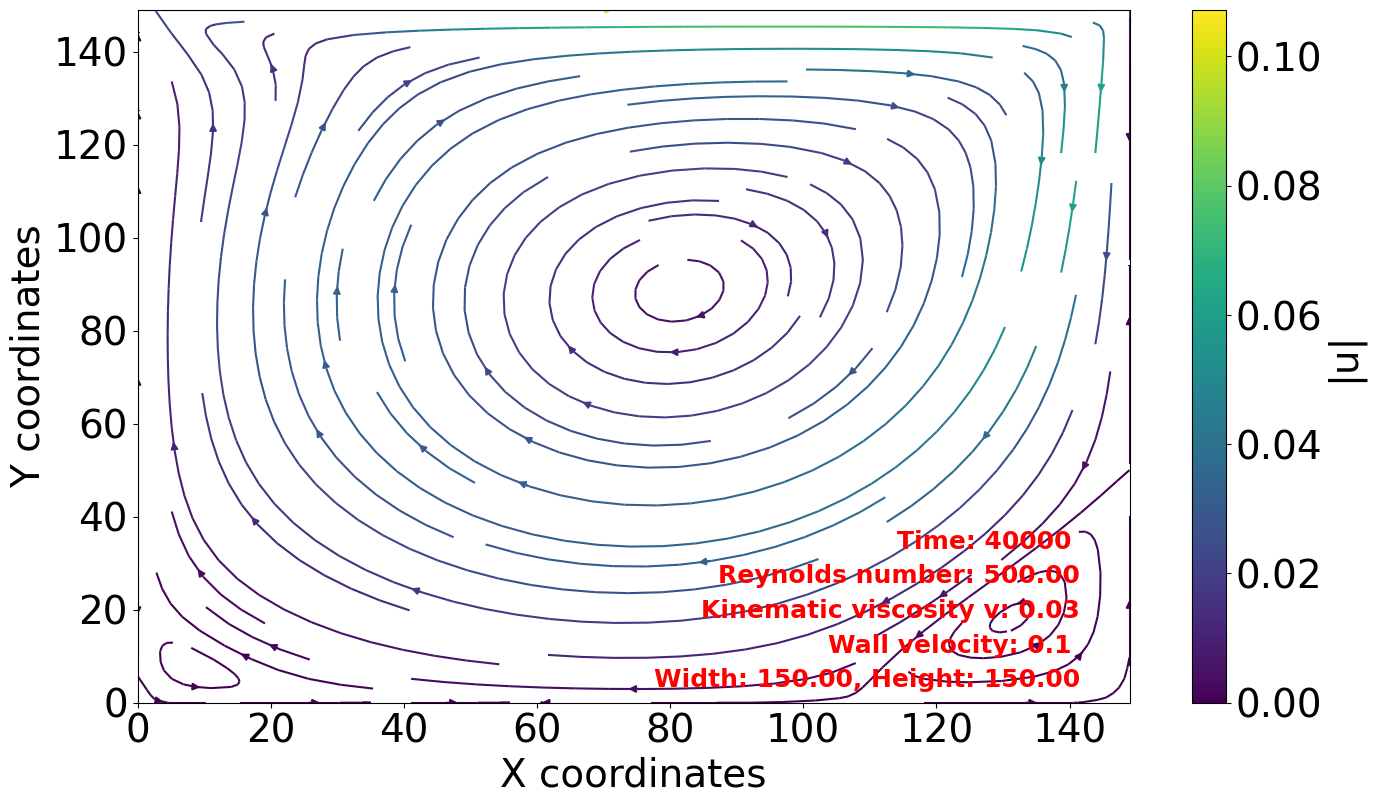 140
120
100
80
60
40
20
0
Y coordinates
0 20 40 60 80 100 120 140
X coordinates
Time: 40000
Reynolds number: 500.00
Kinematic viscosity v: 0.03
Wall velocity: 0.1
Width: 150.00, Height: 150.00
0.10
0.08
0.06
0.04
0.02
0.00
|u|